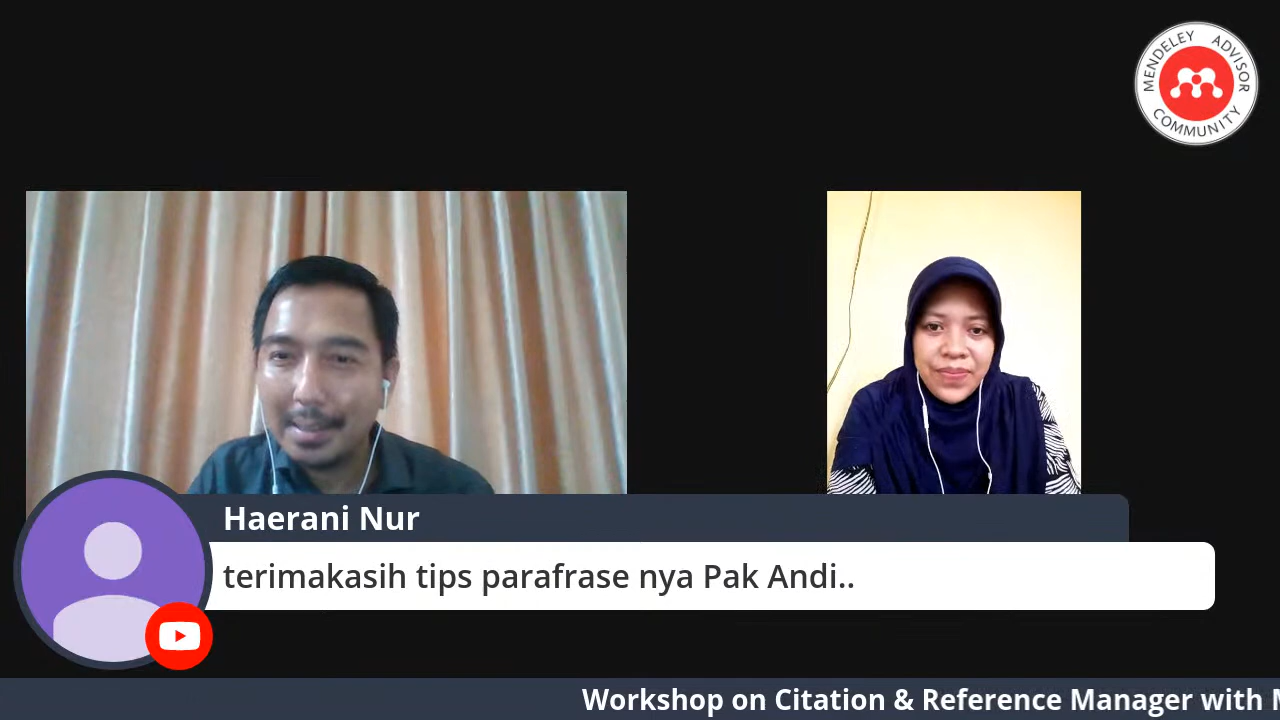 MENDELEY ADVISOR
COMMUNITY
Haerani Nur
terimakasih tips parafrase nya Pak Andi..
Workshop on Citation & Reference Manager with